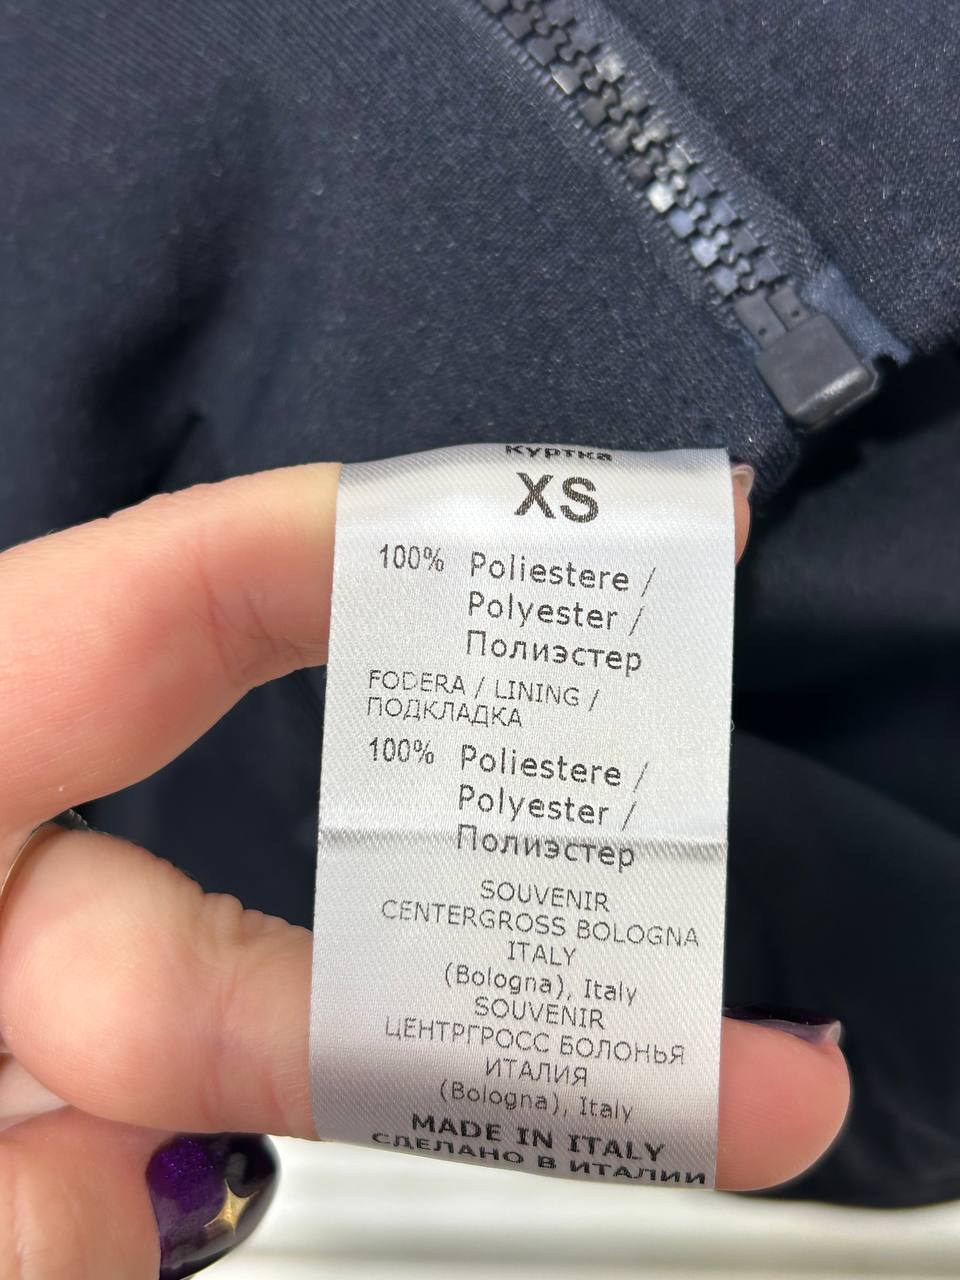 Куртка
XS
100% Poliestere /
Polyester /
Полиэстер
FODERA / LINING /
ПОДКЛАДКА
100% Poliestere /
Polyester /
Полиэстер
SOUVENIR
CENTERGROSS BOLOGNA
ITALY
(Bologna), Italy
SOUVENIR
ЦЕНТРГРОСС БОЛОНЬЯ
ИТАЛИЯ
(Bologna), Italy
MADE IN ITALY
СДЕЛАНО В ИТАЛИИ